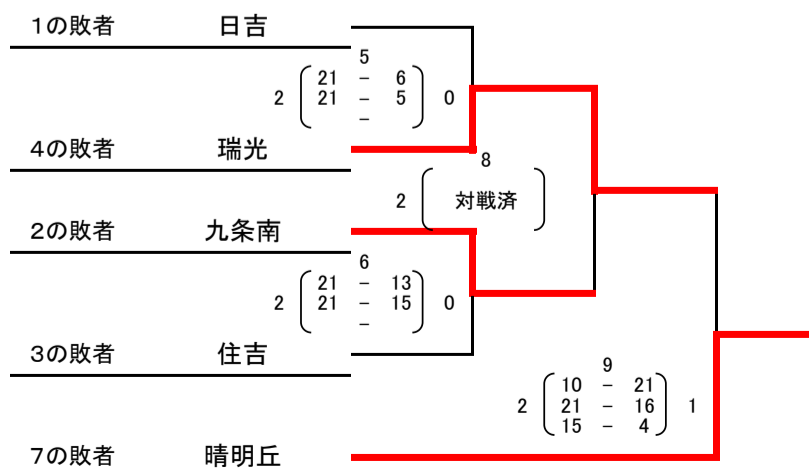 1の敗者 日吉
5
2 21 － 6 0
21 － 5
－
4の敗者 瑞光
8
2 対戦済
2の敗者 九条南
6
2 21 － 13 0
21 － 15
－
3の敗者 住吉
9
10 － 21
2 21 － 16 1
15 － 4
7の敗者 晴明丘